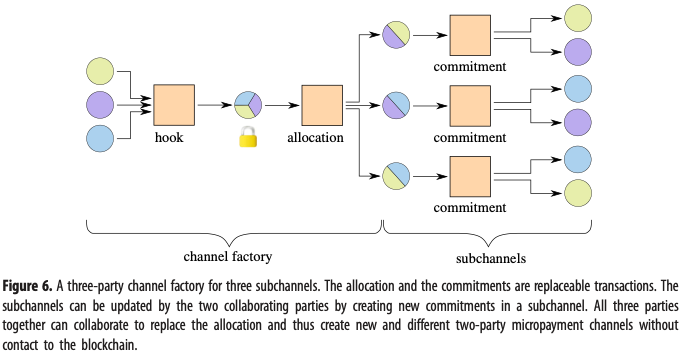 commitment
hook
allocation
commitment
commitment
channel factory
subchannels
Figure 6. A three-party channel factory for three subchannels. The allocation and the commitments are replaceable transactions. The
subchannels can be updated by the two collaborating parties by creating new commitments in a subchannel. All three parties
together can collaborate to replace the allocation and thus create new and different two-party micropayment channels without
contact to the blockchain.